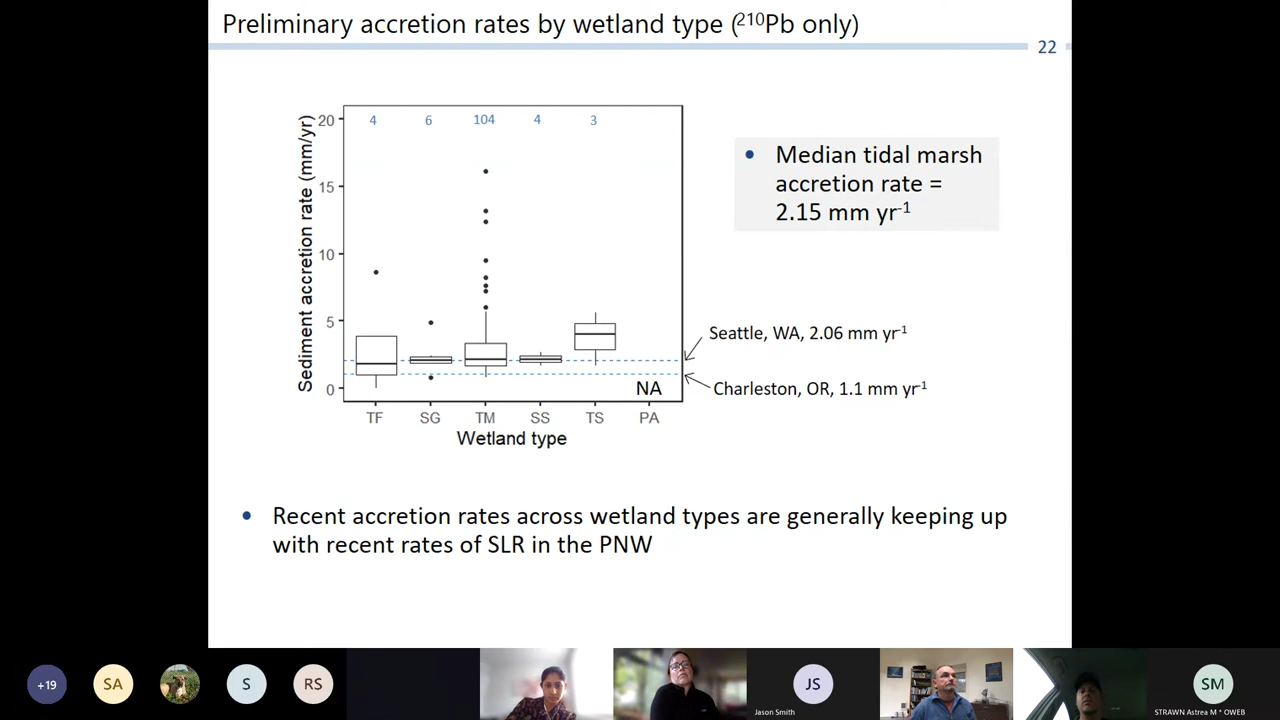 Preliminary accretion rates by wetland type (²¹⁰Pb only)
22
Sediment accretion rate (mm/yr)
20
15
10
5
0
4 6 104 4 3
NA
TF SG TM SS TS PA
Wetland type
• Median tidal marsh
accretion rate =
2.15 mm yr⁻¹
Seattle, WA, 2.06 mm yr⁻¹
Charleston, OR, 1.1 mm yr⁻¹
• Recent accretion rates across wetland types are generally keeping up
with recent rates of SLR in the PNW
+19
SA
S
RS
JS
Jason Smith
SM
STRAWN Astrea M * OWEB